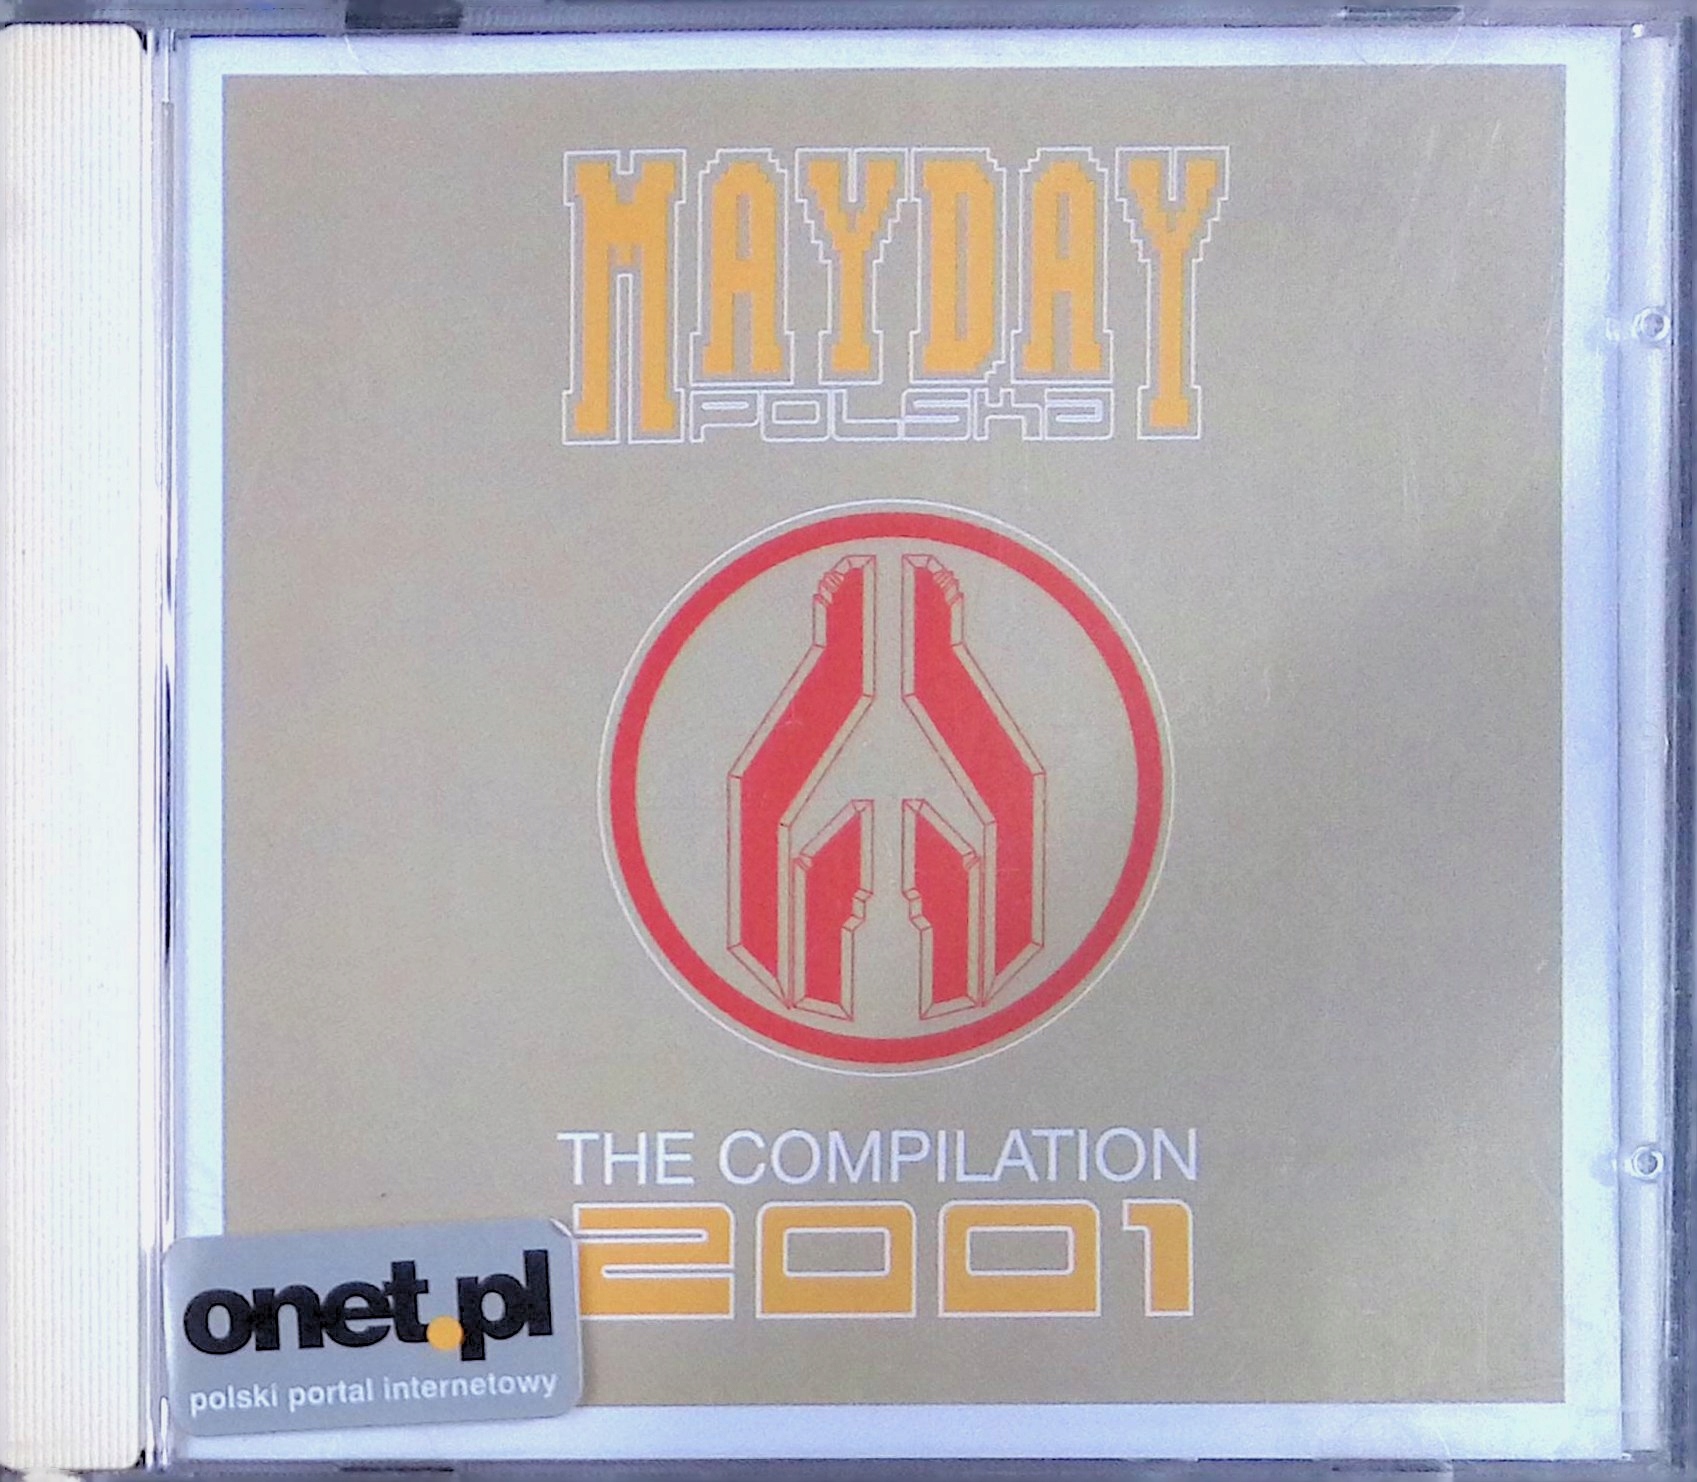 MAYDAY
POLSKA
THE COMPILATION
2001
onet.pl
polski portal internetowy